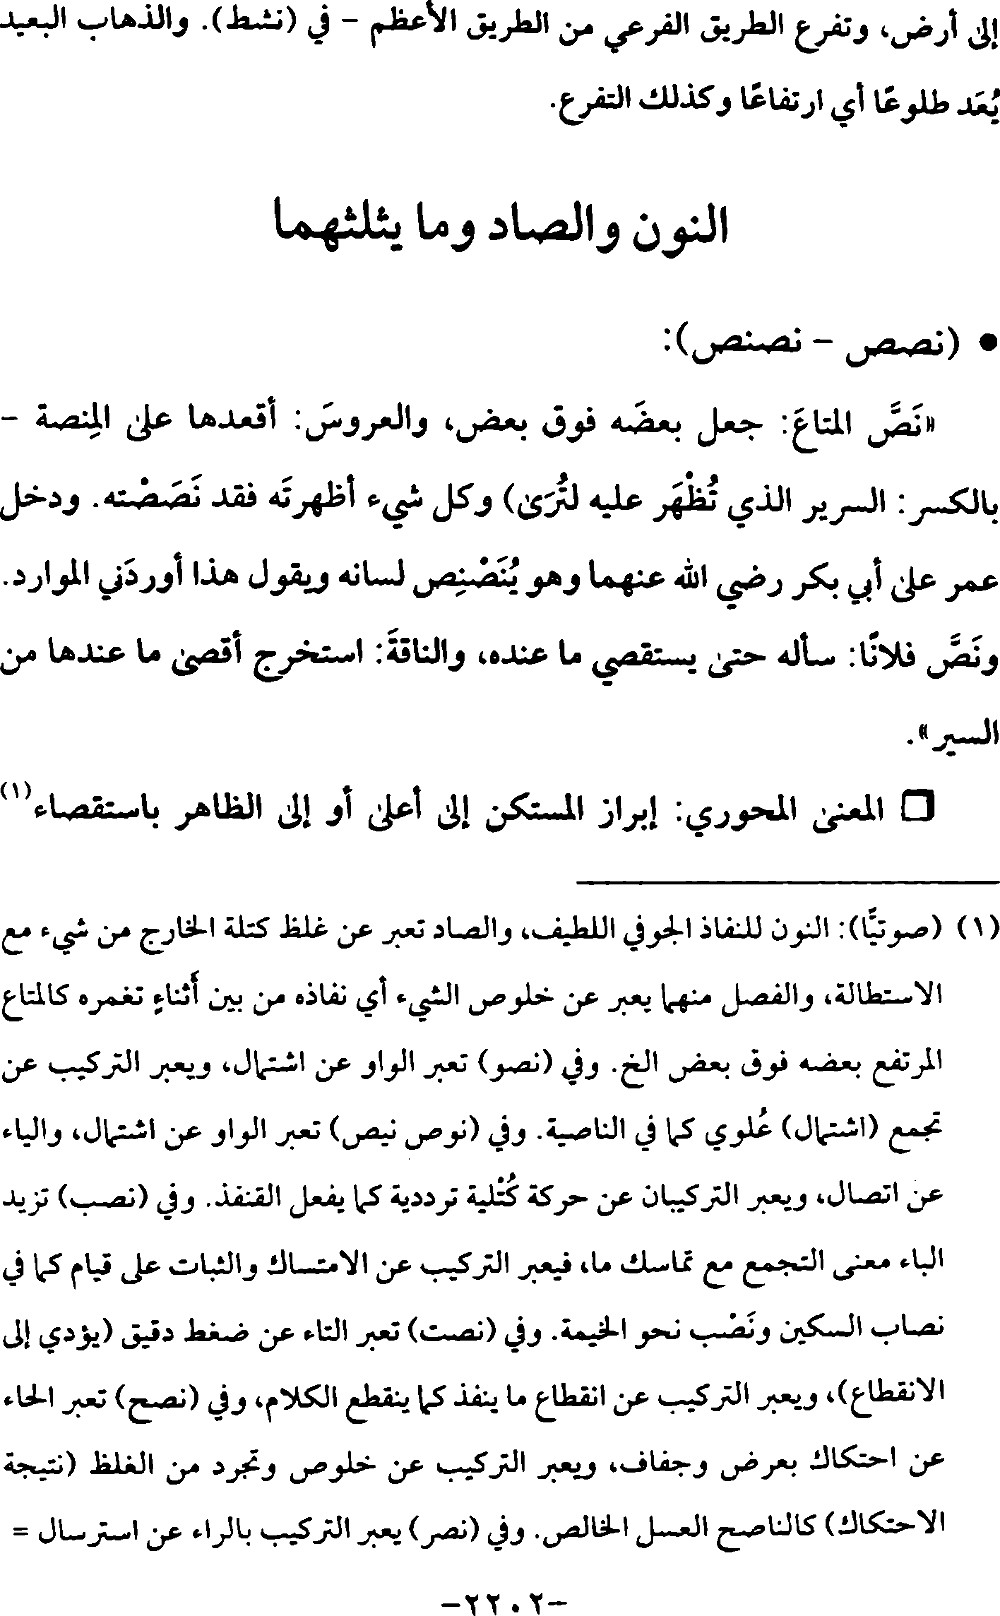 إلى أرض، وتفرع الطريق الفرعي من الطريق الأعظم – في (نشط). والذهاب البعيد
يُعَد طلوعًا أي ارتفاعًا وكذلك التفرع.
النون والصاد وما يثلثهما
• (نصص – نصنص):
«نَصَّ المتاعَ: جعل بعضَه فوق بعض، والعروسَ: أقعدها علىٰ المِنصة –
بالكسر: السرير الذي تُظْهَر عليه لتُرَىٰ) وكل شيء أظهرتَه فقد نَصَصْته. ودخل
عمر علىٰ أبي بكر رضي الله عنهما وهو يُنَصْنِص لسانه ويقول هذا أوردَني الموارد.
ونَصَّ فلانًا: سأله حتىٰ يستقصي ما عنده، والناقةَ: استخرج أقصىٰ ما عندها من
السير».
❒ المعنىٰ المحوري: إبراز المستكن إلىٰ أعلىٰ أو إلىٰ الظاهر باستقصاء(١)
(١) (صوتيًّا): النون للنفاذ الجوفي اللطيف، والصاد تعبر عن غلظ كتلة الخارج من شيء مع
الاستطالة، والفصل منهما يعبر عن خلوص الشيء أي نفاذه من بين أَثناءٍ تغمره كالمتاع
المرتفع بعضه فوق بعض الخ. وفي (نصو) تعبر الواو عن اشتمال، ويعبر التركيب عن
تجمع (اشتمال) عُلوي كما في الناصية. وفي (نوص نيص) تعبر الواو عن اشتمال، والياء
عن اتصال، ويعبر التركيبان عن حركة كُتْلية ترددية كما يفعل القنفذ. وفي (نصب) تزيد
الباء معنى التجمع مع تماسك ما، فيعبر التركيب عن الامتساك والثبات على قيام كما في
نصاب السكين ونَصْب نحو الخيمة. وفي (نصت) تعبر التاء عن ضغط دقيق (يؤدي إلى
الانقطاع)، ويعبر التركيب عن انقطاع ما ينفذ كما ينقطع الكلام، وفي (نصح) تعبر الحاء
عن احتكاك بعرض وجفاف، ويعبر التركيب عن خلوص وتجرد من الغلظ (نتيجة
الاحتكاك) كالناصح العسل الخالص. وفي (نصر) يعبر التركيب بالراء عن استرسال =
–٢٢٠٢–